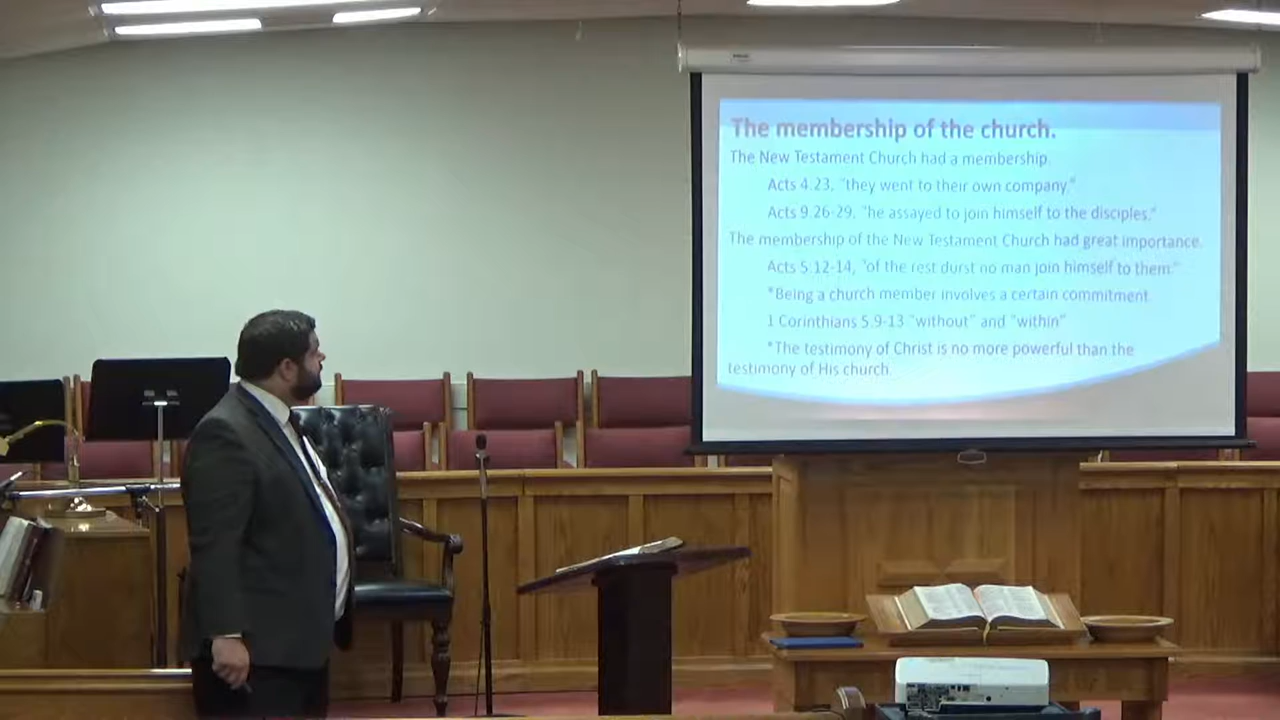 The membership of the church.
The New Testament Church had a membership.
Acts 4.23, "they went to their own company."
Acts 9.26-29, "he assayed to join himself to the disciples."
The membership of the New Testament Church had great importance.
Acts 5:12-14, "of the rest durst no man join himself to them."
*Being a church member involves a certain commitment.
1 Corinthians 5.9-13 "without" and "within"
*The testimony of Christ is no more powerful than the
testimony of His church.